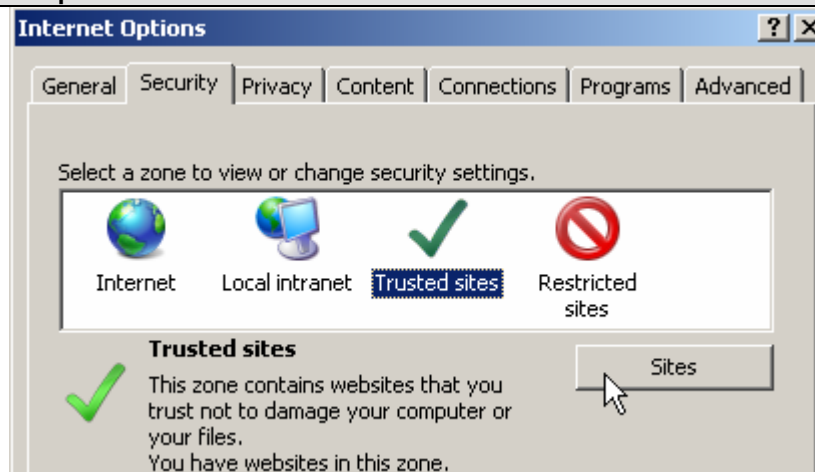 Internet Options
General Security Privacy Content Connections Programs Advanced
Select a zone to view or change security settings.
Internet Local intranet Trusted sites Restricted
sites
Trusted sites
Sites
This zone contains websites that you
trust not to damage your computer or
your files.
You have websites in this zone.